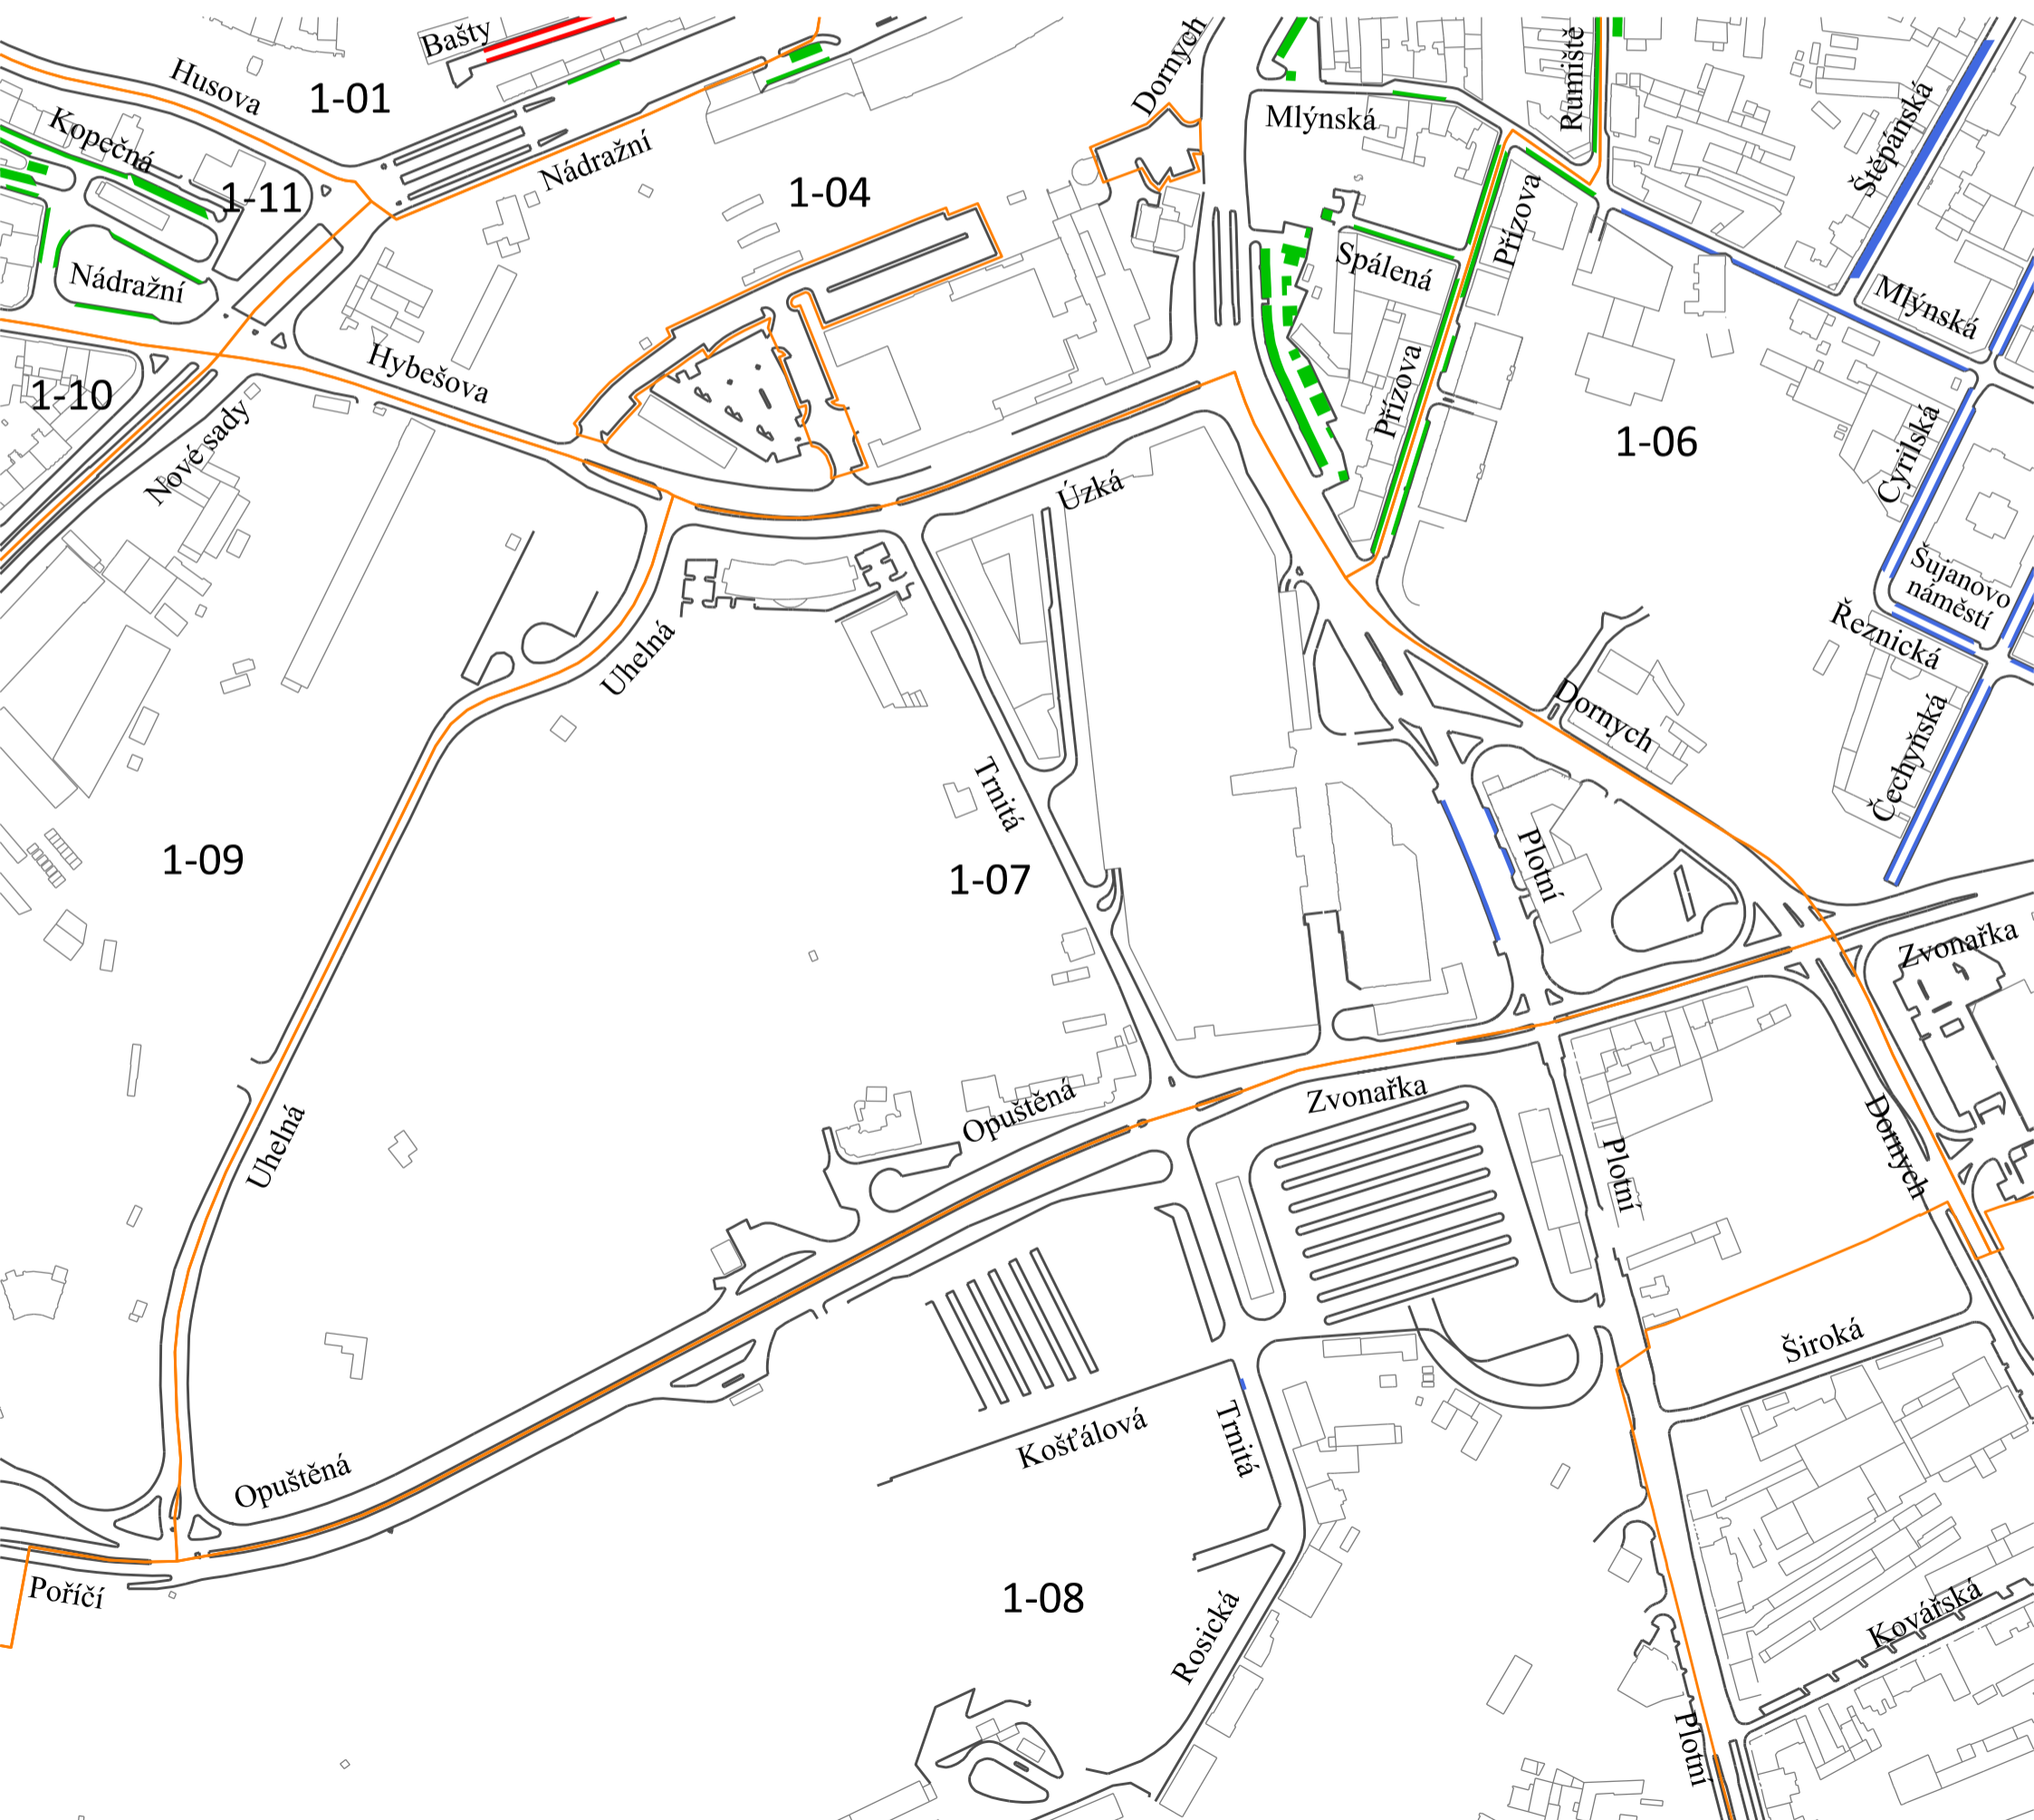 Bašty
Dornych
Rumiště
Husova
1-01
Mlýnská
Štěpánská
Kopečná
Nádražní
1-11
1-04
Přízova
Spálená
Nádražní
Mlýnská
Hybešova
1-10
Přízova
Nové sady
1-06
Cyrilská
Úzká
Šujanovo
náměstí
Řeznická
Uhelná
Dornych
Čechyňská
Trnitá
1-09
1-07
Plotní
Zvonařka
Zvonařka
Opuštěná
Uhelná
Plotní
Dornych
Široká
Košťálová
Trnitá
Opuštěná
Poříčí
1-08
Rosická
Kovářská
Plotní